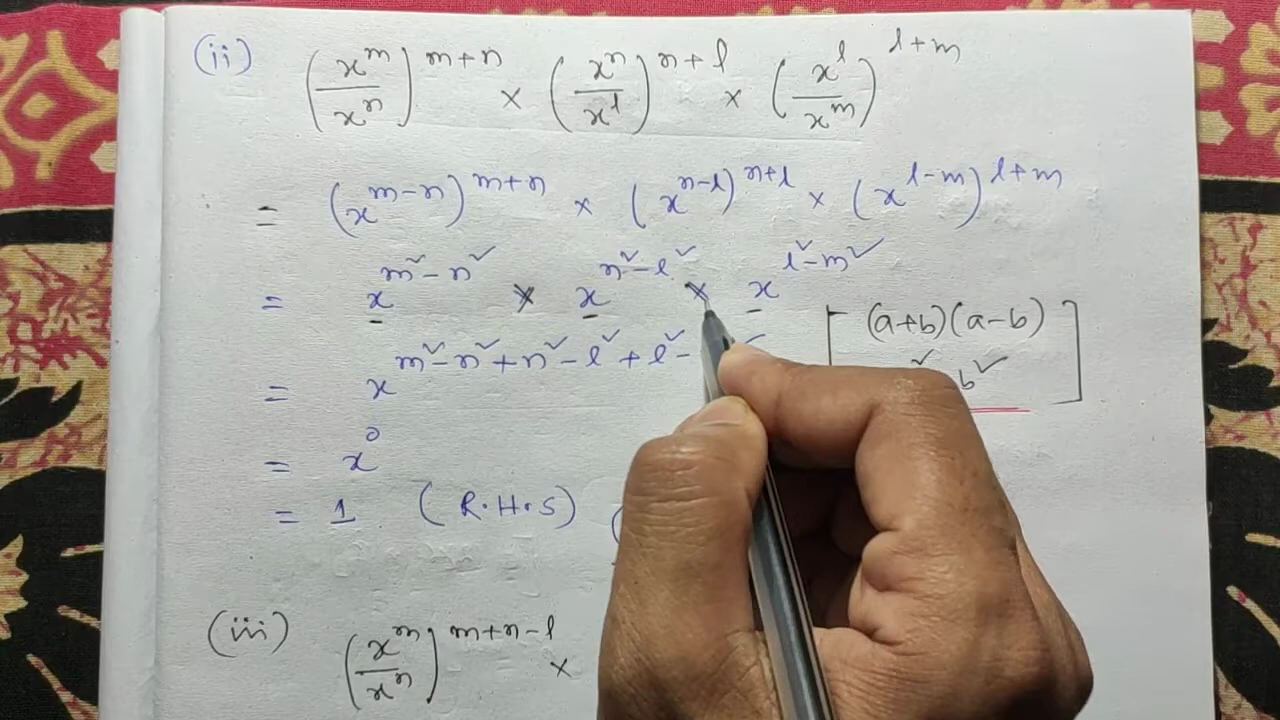 (ii) (x^m / x^n)^(m+n) × (x^n / x^l)^(n+l) × (x^l / x^m)^(l+m)
= (x^(m-n))^(m+n) × (x^(n-l))^(n+l) × (x^(l-m))^(l+m)
= x^(m²-n²) × x^(n²-l²) × x^(l²-m²)
[(a+b)(a-b)
b²]
= x^(m²-n²+n²-l²+l²-
= x^0
= 1 (R.H.S)
(iii) (x^m / x^n)^(m+n-l) ×